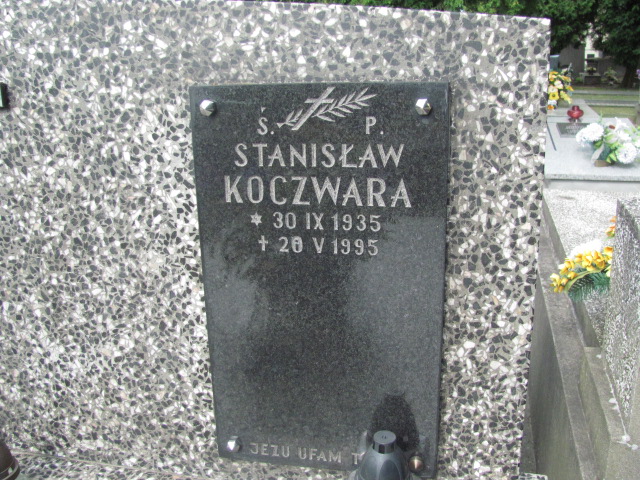 Ś. P.
STANISŁAW
KOCZWARA
* 30 IX 1935
† 20 V 1995
JEZU UFAM